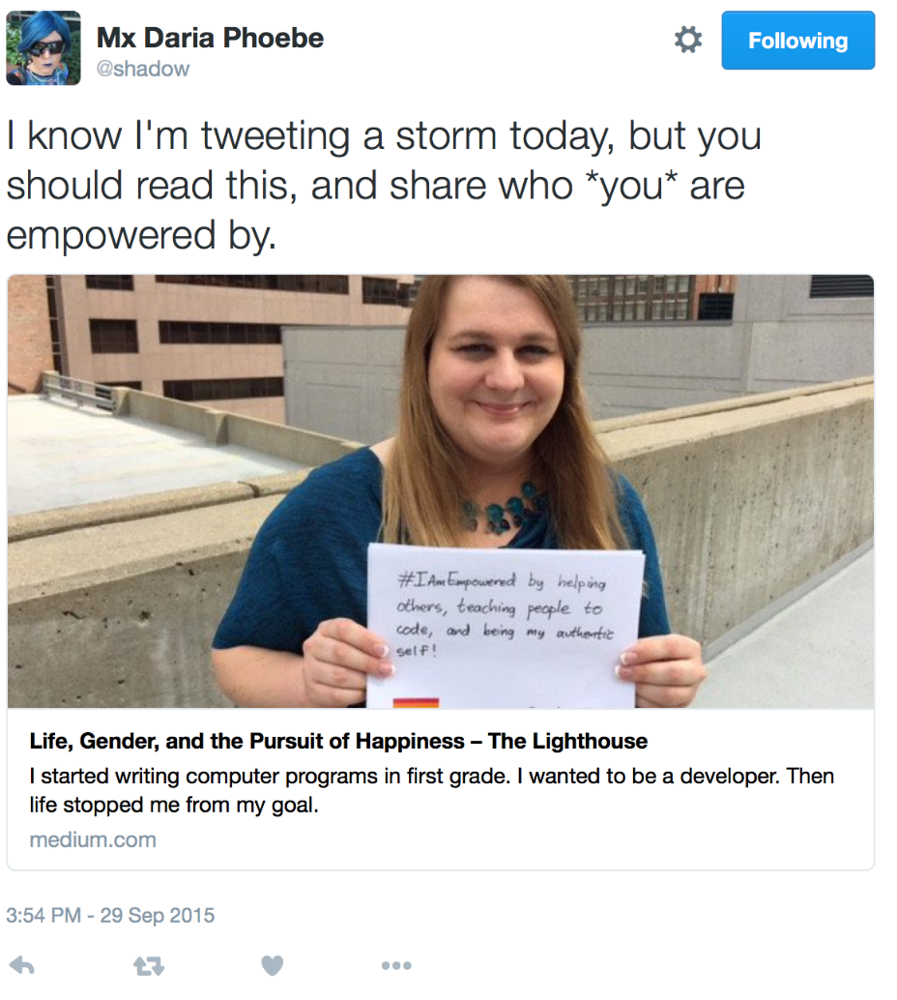 Mx Daria Phoebe
@shadow
Following
I know I'm tweeting a storm today, but you
should read this, and share who *you* are
empowered by.
#IAmEmpowered by helping
others, teaching people to
code, and being my authentic
self!
Life, Gender, and the Pursuit of Happiness – The Lighthouse
I started writing computer programs in first grade. I wanted to be a developer. Then
life stopped me from my goal.
medium.com
3:54 PM - 29 Sep 2015